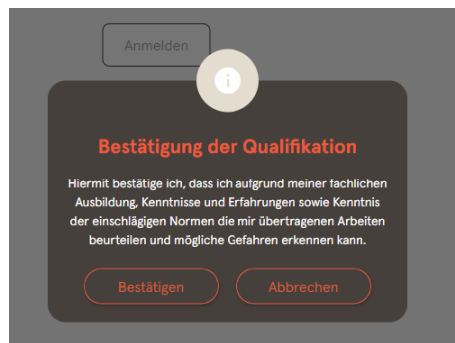 Anmelden
i
Bestätigung der Qualifikation
Hiermit bestätige ich, dass ich aufgrund meiner fachlichen
Ausbildung, Kenntnisse und Erfahrungen sowie Kenntnis
der einschlägigen Normen die mir übertragenen Arbeiten
beurteilen und mögliche Gefahren erkennen kann.
Bestätigen Abbrechen